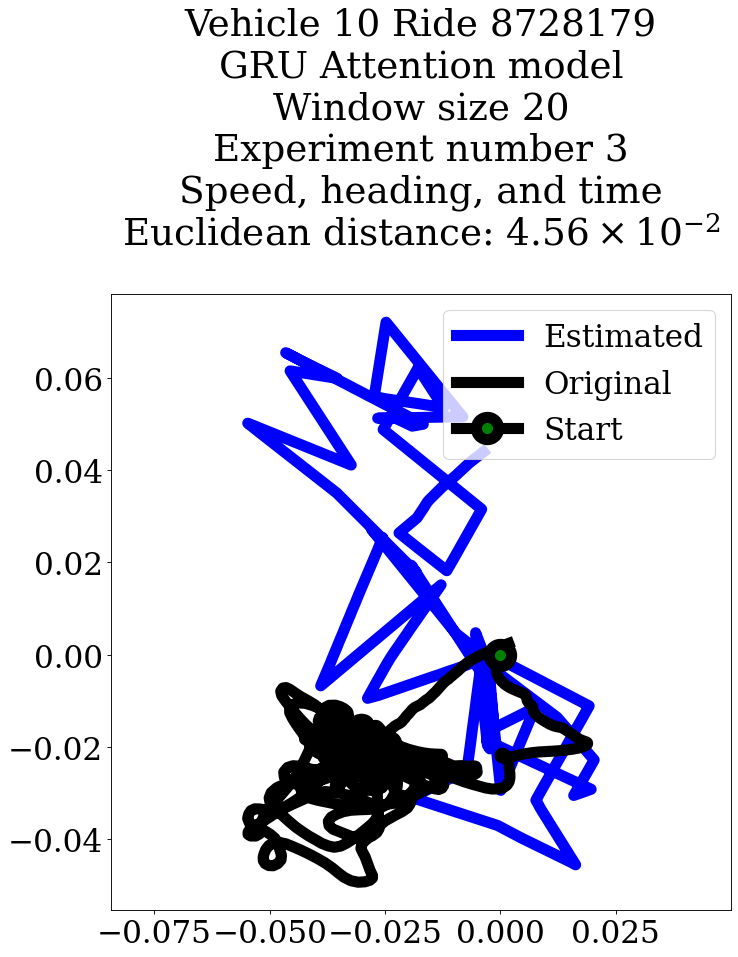 Vehicle 10 Ride 8728179
GRU Attention model
Window size 20
Experiment number 3
Speed, heading, and time
Euclidean distance: 4.56 × 10⁻²
Estimated
Original
Start
0.06
0.04
0.02
0.00
−0.02
−0.04
−0.075 −0.050 −0.025 0.000 0.025